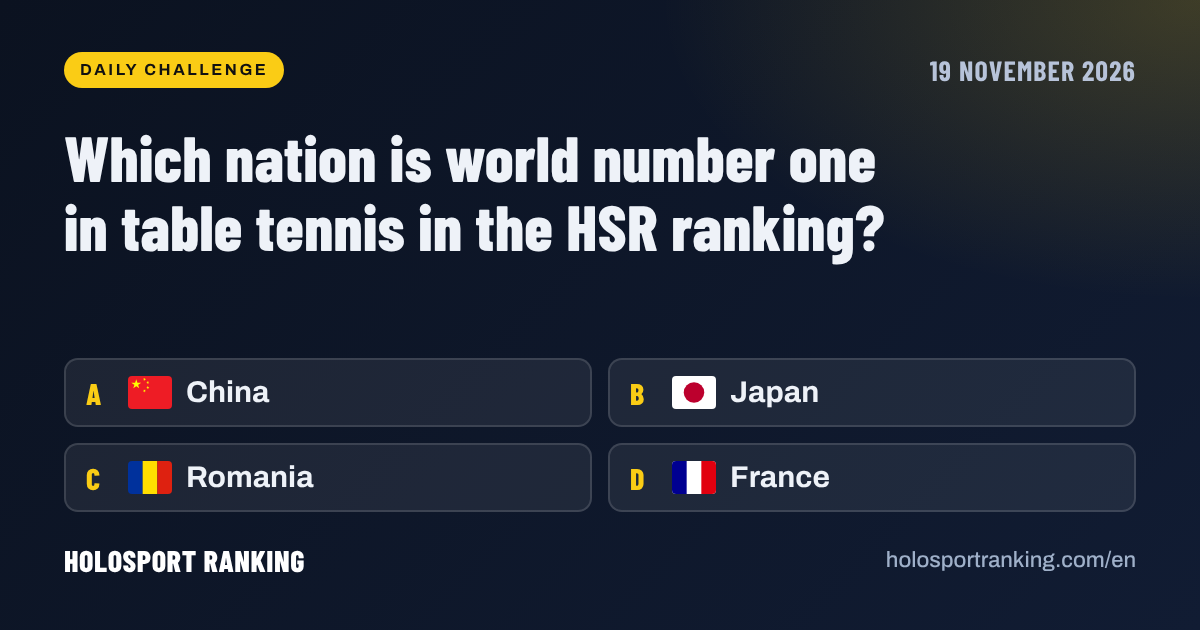 DAILY CHALLENGE
19 NOVEMBER 2026
Which nation is world number one
in table tennis in the HSR ranking?
A China
B Japan
C Romania
D France
HOLOSPORT RANKING
holosportranking.com/en